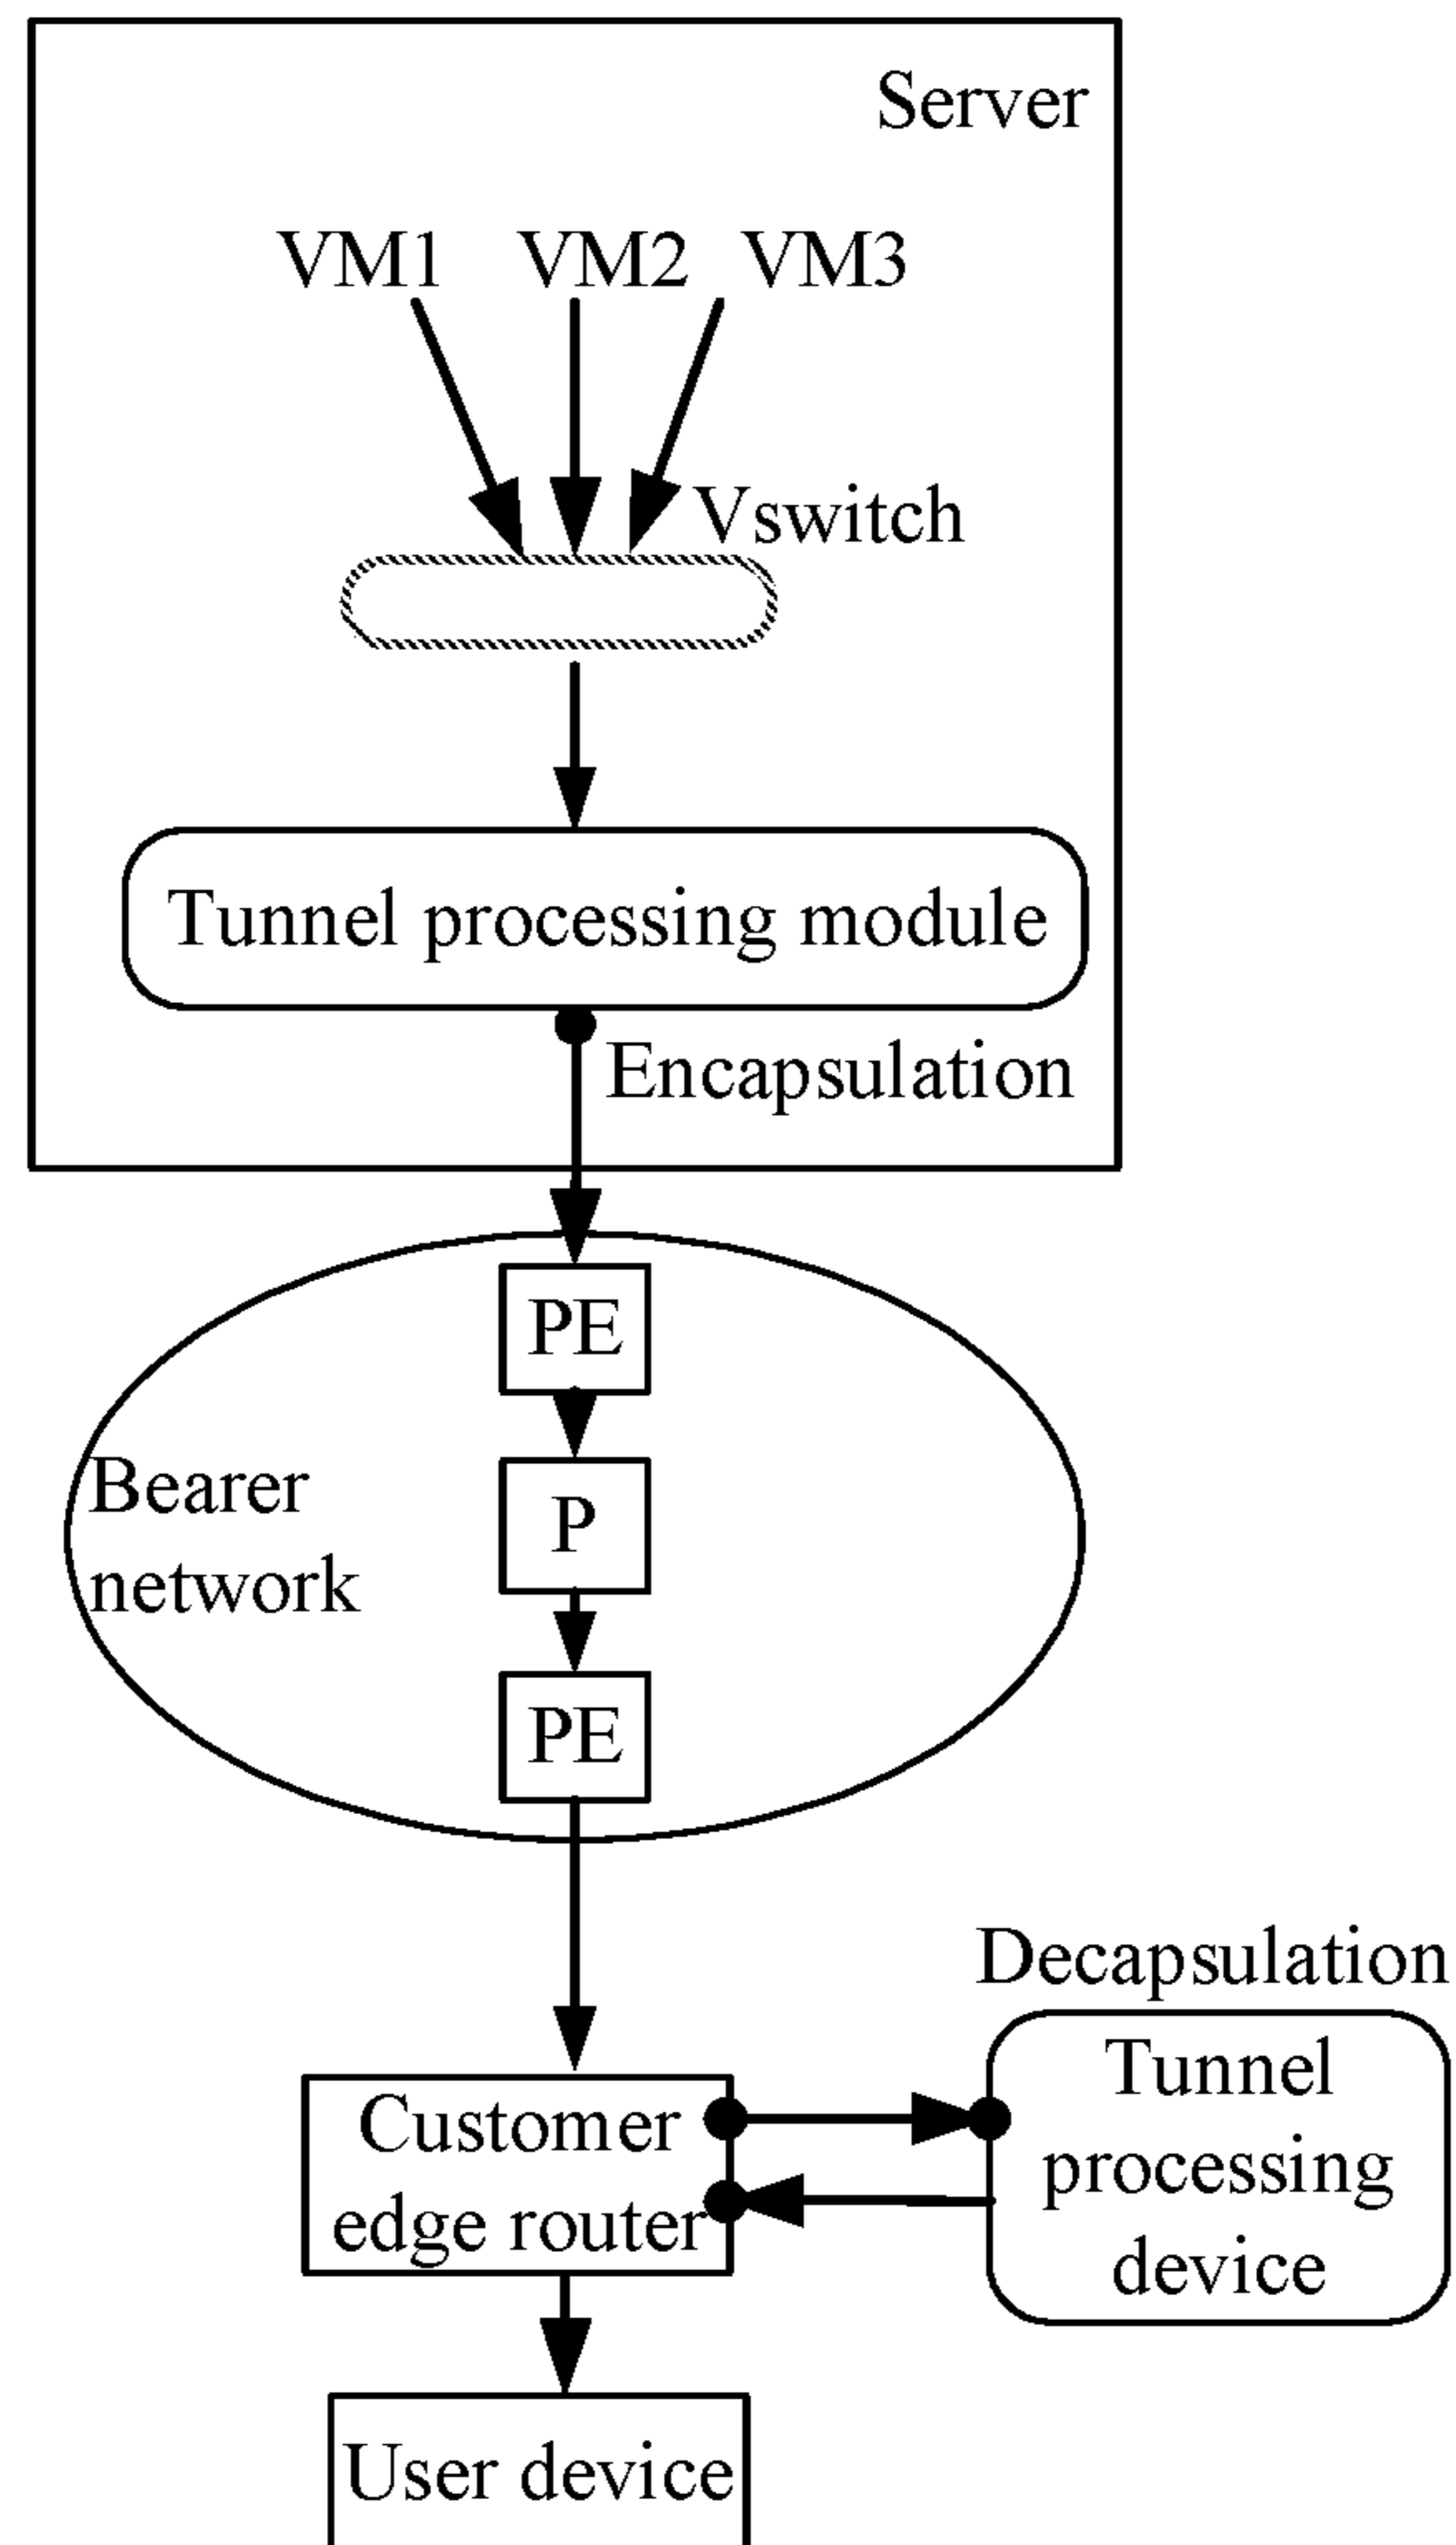 Server
VM1 VM2 VM3
Vswitch
Tunnel processing module
Encapsulation
PE
Bearer
network
P
PE
Decapsulation
Tunnel
processing
device
Customer
edge router
User device